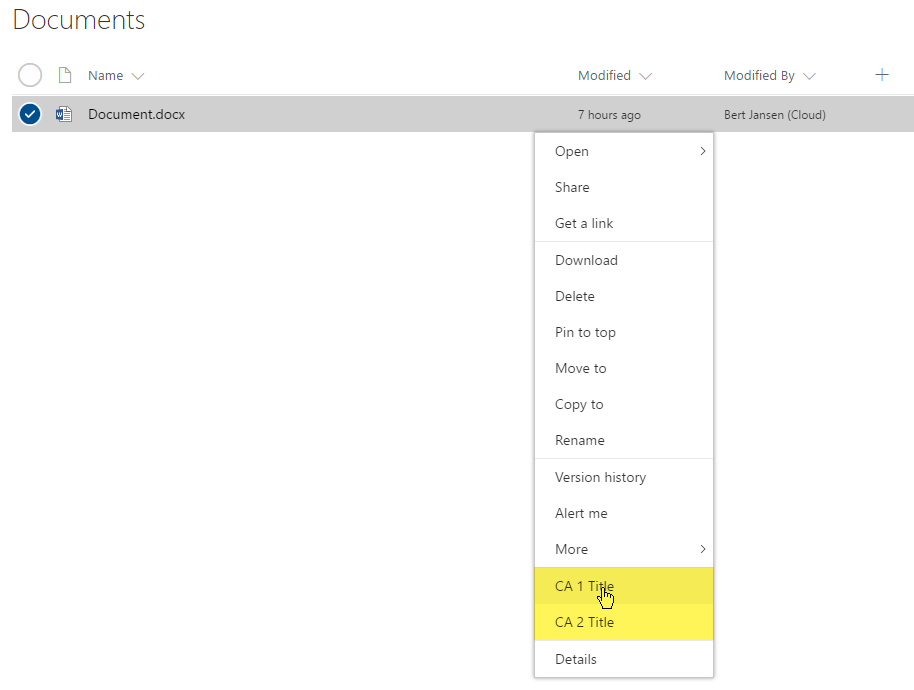 Documents
Name Modified Modified By
Document.docx 7 hours ago Bert Jansen (Cloud)
Open
Share
Get a link
Download
Delete
Pin to top
Move to
Copy to
Rename
Version history
Alert me
More
CA 1 Title
CA 2 Title
Details